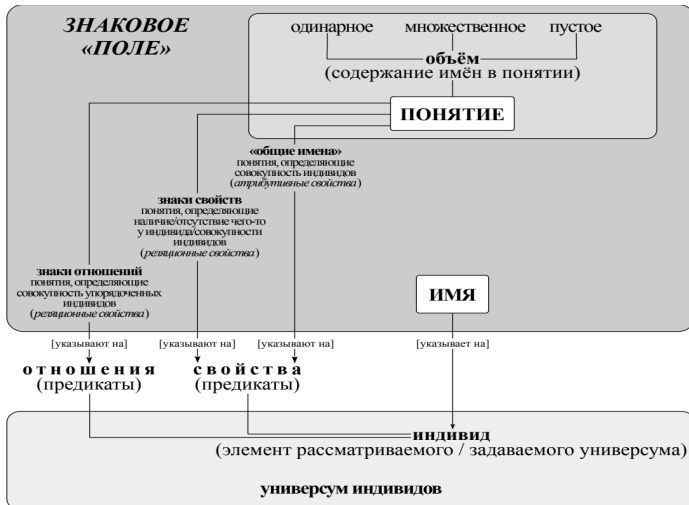 ЗНАКОВОЕ
«ПОЛЕ»
одинарное множественное пустое
объём
(содержание имён в понятии)
ПОНЯТИЕ
«общие имена»
понятия, определяющие
совокупность индивидов
(атрибутивные свойства)
знаки свойств
понятия, определяющие
наличие/отсутствие чего-то
у индивида/совокупности
индивидов
(реляционные свойства)
знаки отношений
понятия, определяющие
совокупность упорядоченных
индивидов
(реляционные свойства)
ИМЯ
[указывают на] [указывают на] [указывают на] [указывает на]
отношения
(предикаты)
свойства
(предикаты)
индивид
(элемент рассматриваемого / задаваемого универсума)
универсум индивидов